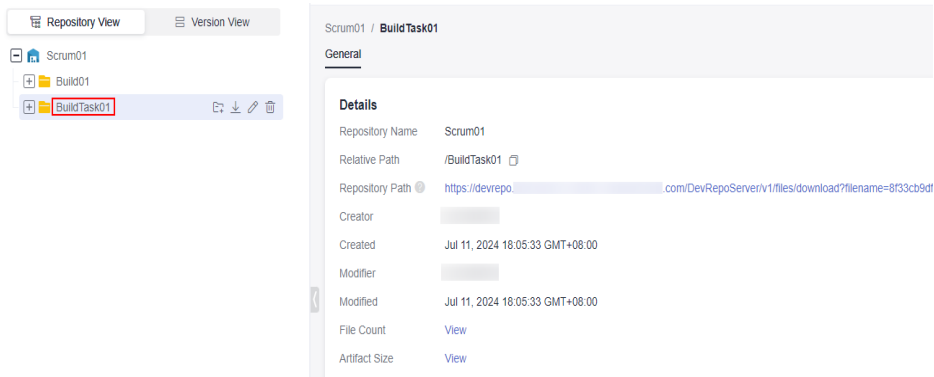 Repository View
Version View
Scrum01
Build01
BuildTask01
Scrum01 / BuildTask01
General
Details
Repository Name Scrum01
Relative Path /BuildTask01
Repository Path https://devrepo. .com/DevRepoServer/v1/files/download?filename=8f33cb9df
Creator
Created Jul 11, 2024 18:05:33 GMT+08:00
Modifier
Modified Jul 11, 2024 18:05:33 GMT+08:00
File Count View
Artifact Size View